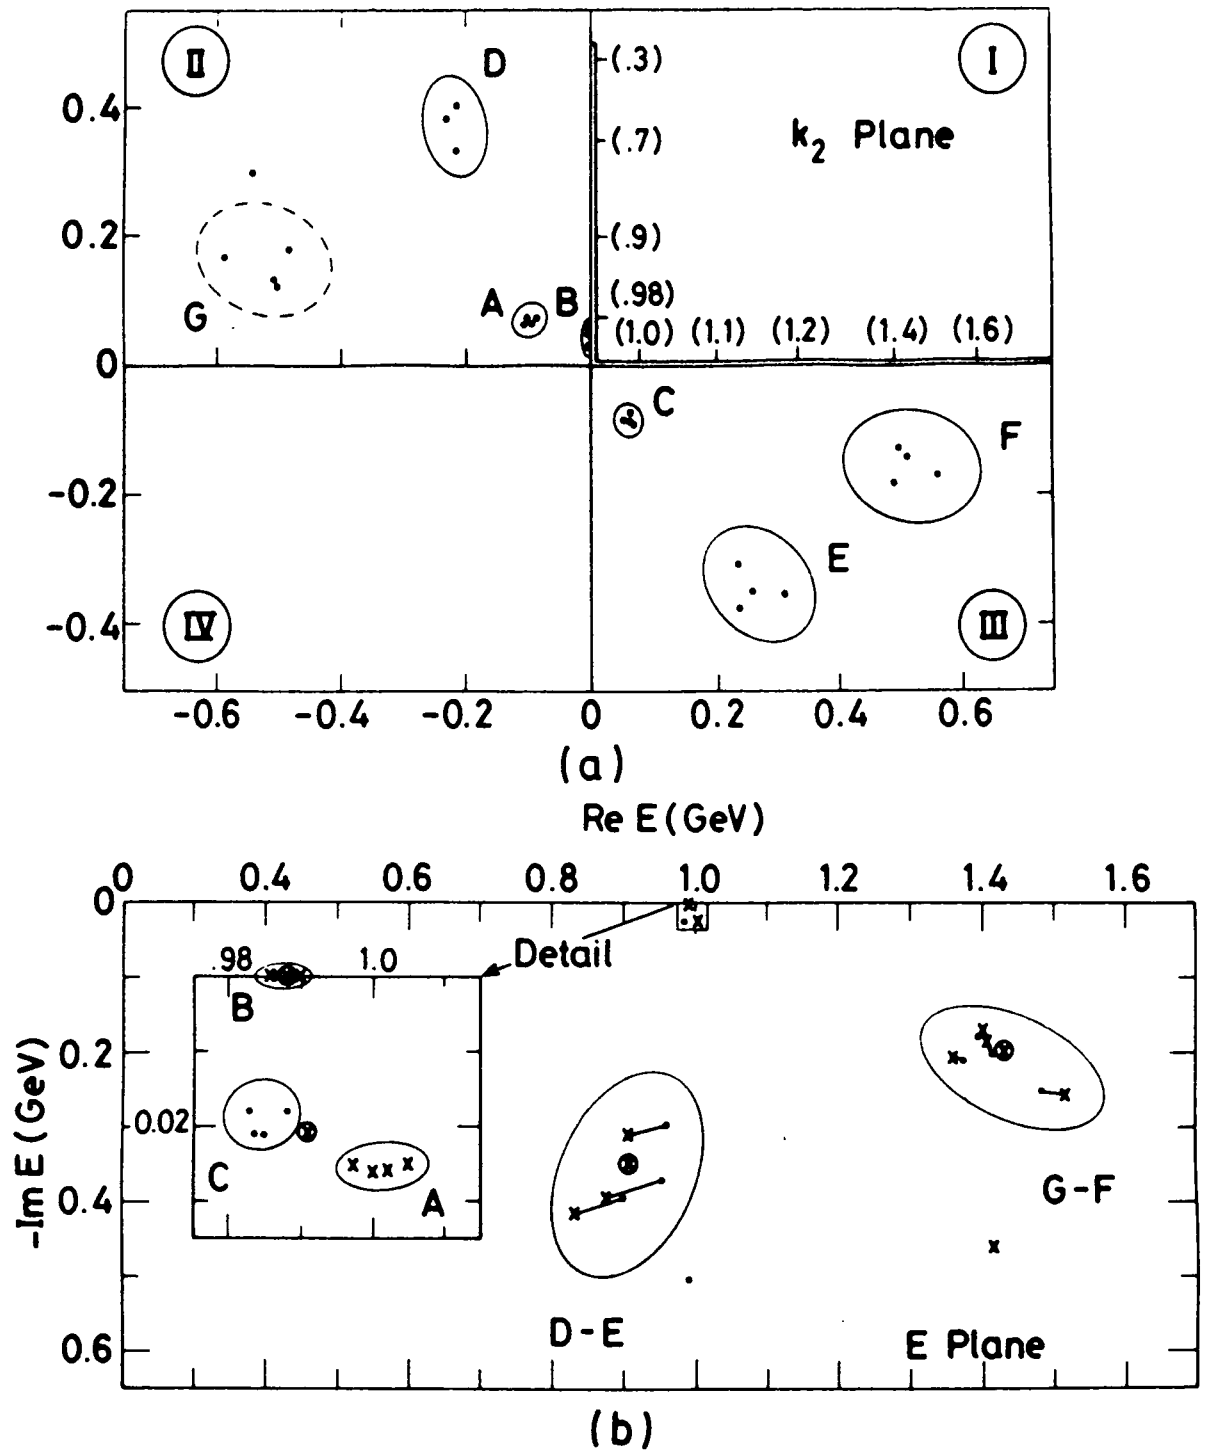 II
D
(.3)
I
0.4
(.7)
k₂ Plane
0.2
(.9)
G
A
B
(.98)
(1.0) (1.1) (1.2) (1.4) (1.6)
0
C
F
-0.2
E
IV
III
-0.4
-0.6 -0.4 -0.2 0 0.2 0.4 0.6
(a)
Re E (GeV)
0 0.4 0.6 0.8 1.0 1.2 1.4 1.6
0
Detail
.98 1.0
B
-Im E (GeV)
0.2
0.02
C
A
0.4
G-F
D-E
E Plane
0.6
(b)